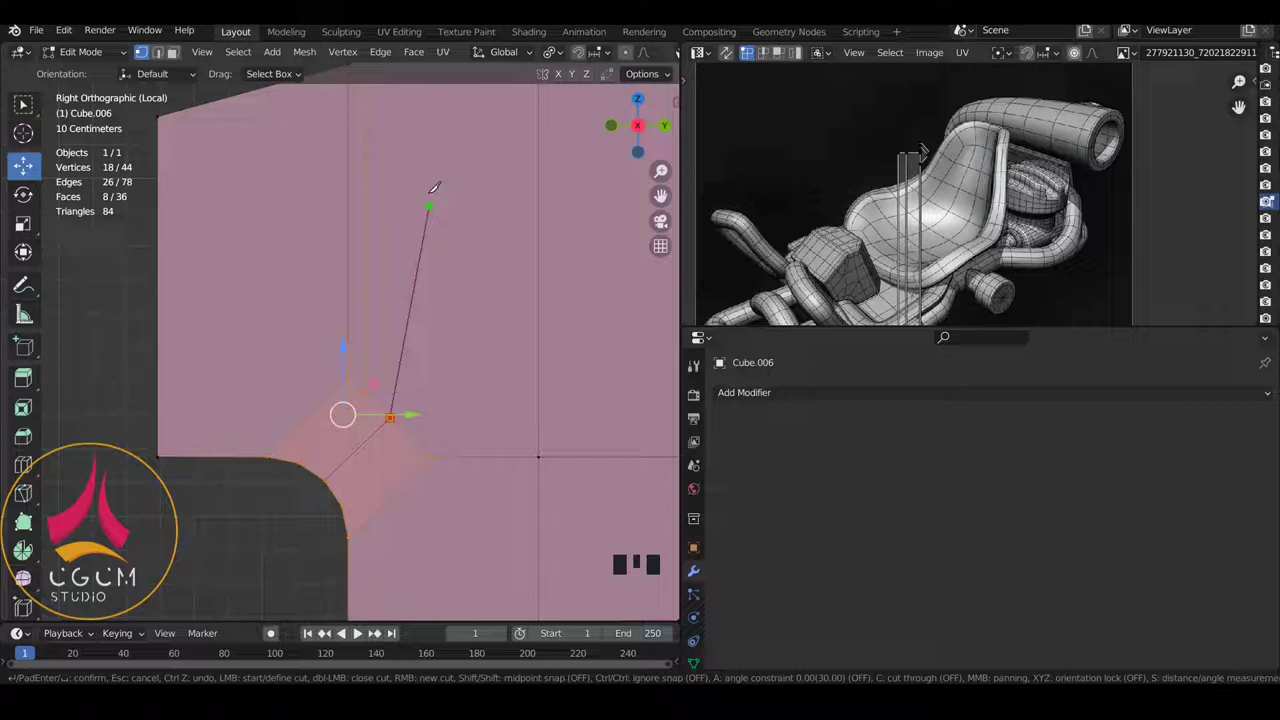 File Edit Render Window Help Layout Modeling Sculpting UV Editing Texture Paint Shading Animation Rendering Compositing Geometry Nodes Scripting Scene ViewLayer
Edit Mode View Select Add Mesh Vertex Edge Face UV Global View Select Image UV 277921130_72021822911
Orientation: Default Drag: Select Box X Y Z Options
Right Orthographic (Local)
(1) Cube.006
10 Centimeters
Objects 1 / 1
Vertices 18 / 44
Edges 26 / 78
Faces 8 / 36
Triangles 84
Z
X
Y
Cube.006
Add Modifier
CGCM
STUDIO
Playback Keying View Marker 1 Start 1 End 250
1 20 40 60 80 100 120 140 160 180 200 220 240
confirm, Esc: cancel, Ctrl Z: undo, LMB: start/define cut, dbl-LMB: close cut, RMB: new cut, Shift/Shift: midpoint snap (OFF), Ctrl/Ctrl: ignore snap (OFF), A: angle constraint 0.00(30.00) (OFF), C: cut through (OFF), MMB: panning, XYZ: orientation lock (OFF), S: distance/angle measureme